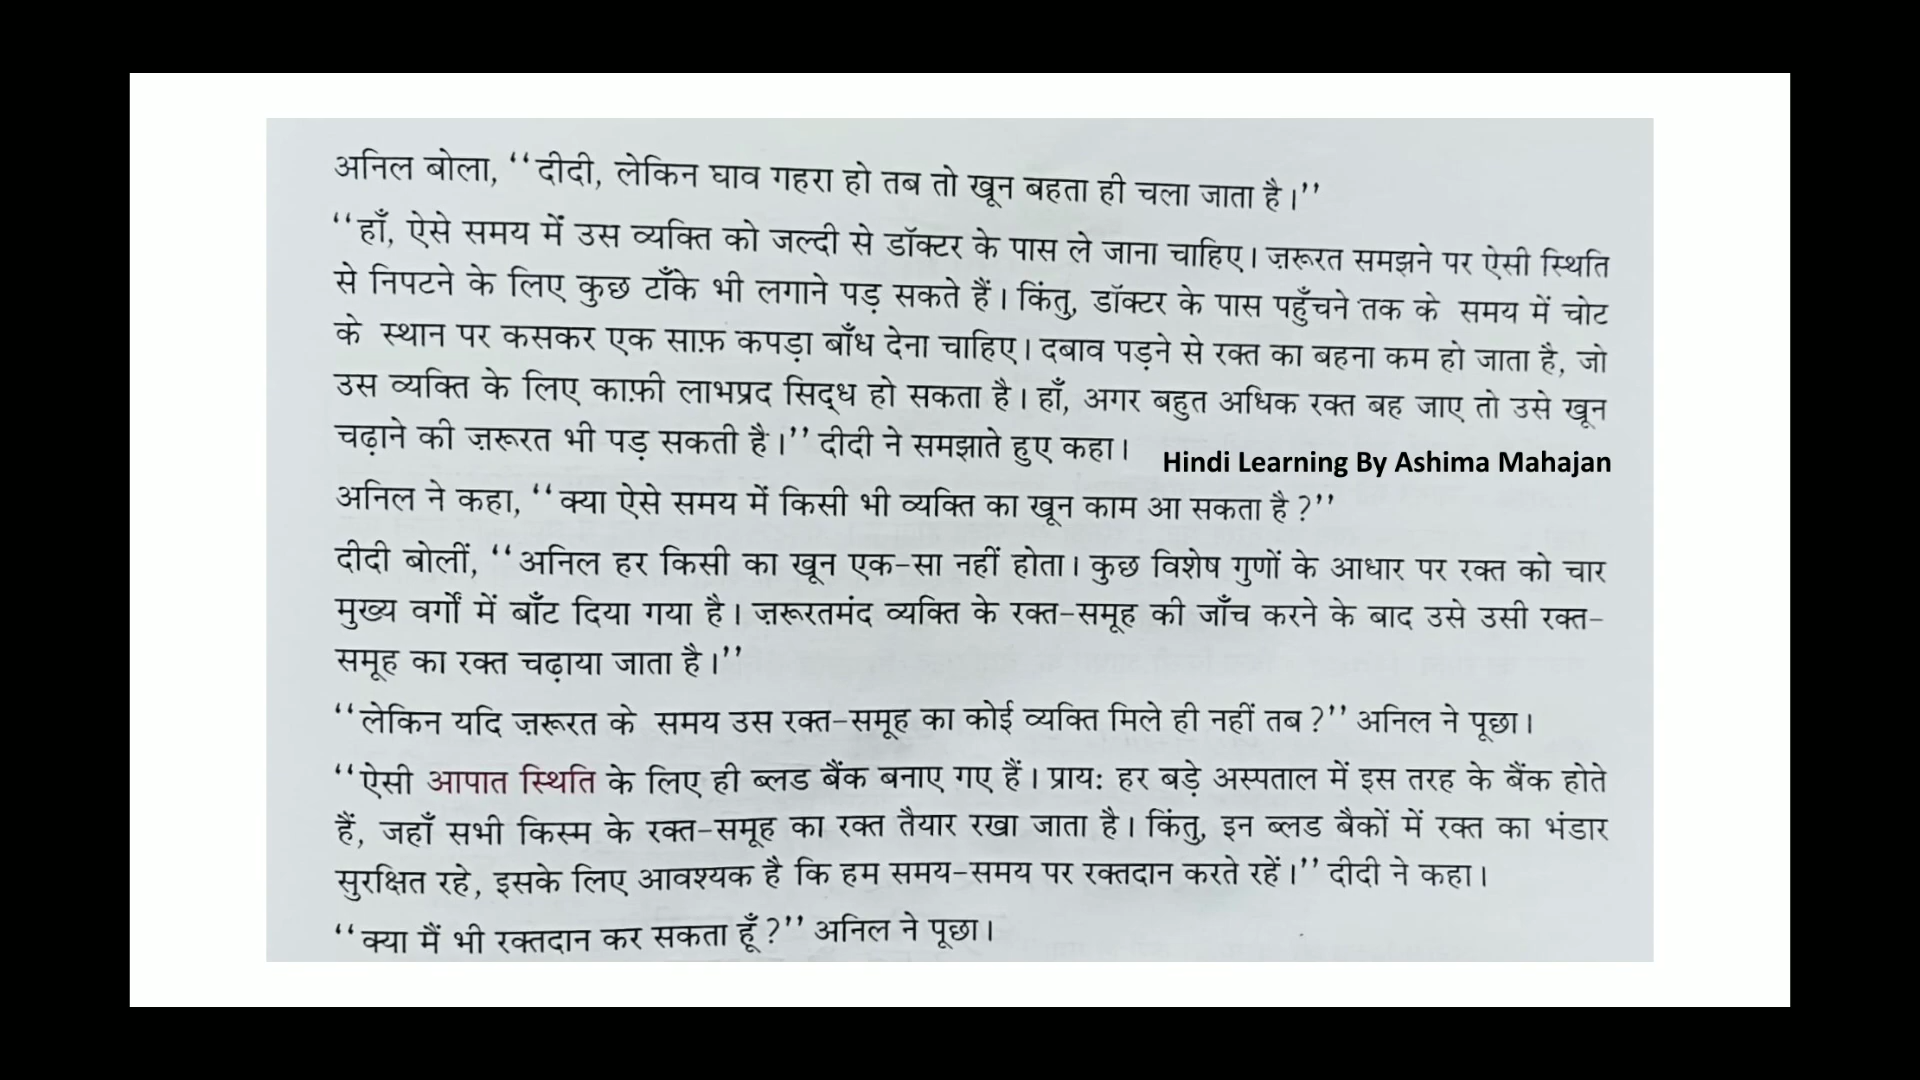 अनिल बोला, ‘‘दीदी, लेकिन घाव गहरा हो तब तो खून बहता ही चला जाता है।’’
‘‘हाँ, ऐसे समय में उस व्यक्ति को जल्दी से डॉक्टर के पास ले जाना चाहिए। ज़रूरत समझने पर ऐसी स्थिति
से निपटने के लिए कुछ टाँके भी लगाने पड़ सकते हैं। किंतु, डॉक्टर के पास पहुँचने तक के समय में चोट
के स्थान पर कसकर एक साफ़ कपड़ा बाँध देना चाहिए। दबाव पड़ने से रक्त का बहना कम हो जाता है, जो
उस व्यक्ति के लिए काफ़ी लाभप्रद सिद्ध हो सकता है। हाँ, अगर बहुत अधिक रक्त बह जाए तो उसे खून
चढ़ाने की ज़रूरत भी पड़ सकती है।’’ दीदी ने समझाते हुए कहा।
Hindi Learning By Ashima Mahajan
अनिल ने कहा, ‘‘क्या ऐसे समय में किसी भी व्यक्ति का खून काम आ सकता है?’’
दीदी बोलीं, ‘‘अनिल हर किसी का खून एक-सा नहीं होता। कुछ विशेष गुणों के आधार पर रक्त को चार
मुख्य वर्गों में बाँट दिया गया है। ज़रूरतमंद व्यक्ति के रक्त-समूह की जाँच करने के बाद उसे उसी रक्त-
समूह का रक्त चढ़ाया जाता है।’’
‘‘लेकिन यदि ज़रूरत के समय उस रक्त-समूह का कोई व्यक्ति मिले ही नहीं तब?’’ अनिल ने पूछा।
‘‘ऐसी आपात स्थिति के लिए ही ब्लड बैंक बनाए गए हैं। प्राय: हर बड़े अस्पताल में इस तरह के बैंक होते
हैं, जहाँ सभी किस्म के रक्त-समूह का रक्त तैयार रखा जाता है। किंतु, इन ब्लड बैकों में रक्त का भंडार
सुरक्षित रहे, इसके लिए आवश्यक है कि हम समय-समय पर रक्तदान करते रहें।’’ दीदी ने कहा।
‘‘क्या मैं भी रक्तदान कर सकता हूँ?’’ अनिल ने पूछा।